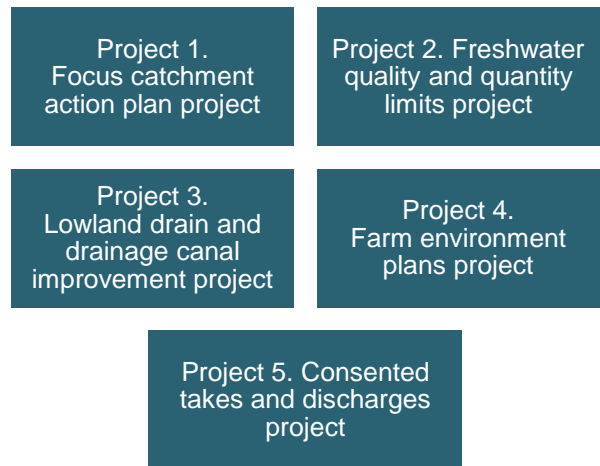 Project 1.
Focus catchment
action plan project
Project 2. Freshwater
quality and quantity
limits project
Project 3.
Lowland drain and
drainage canal
improvement project
Project 4.
Farm environment
plans project
Project 5. Consented
takes and discharges
project